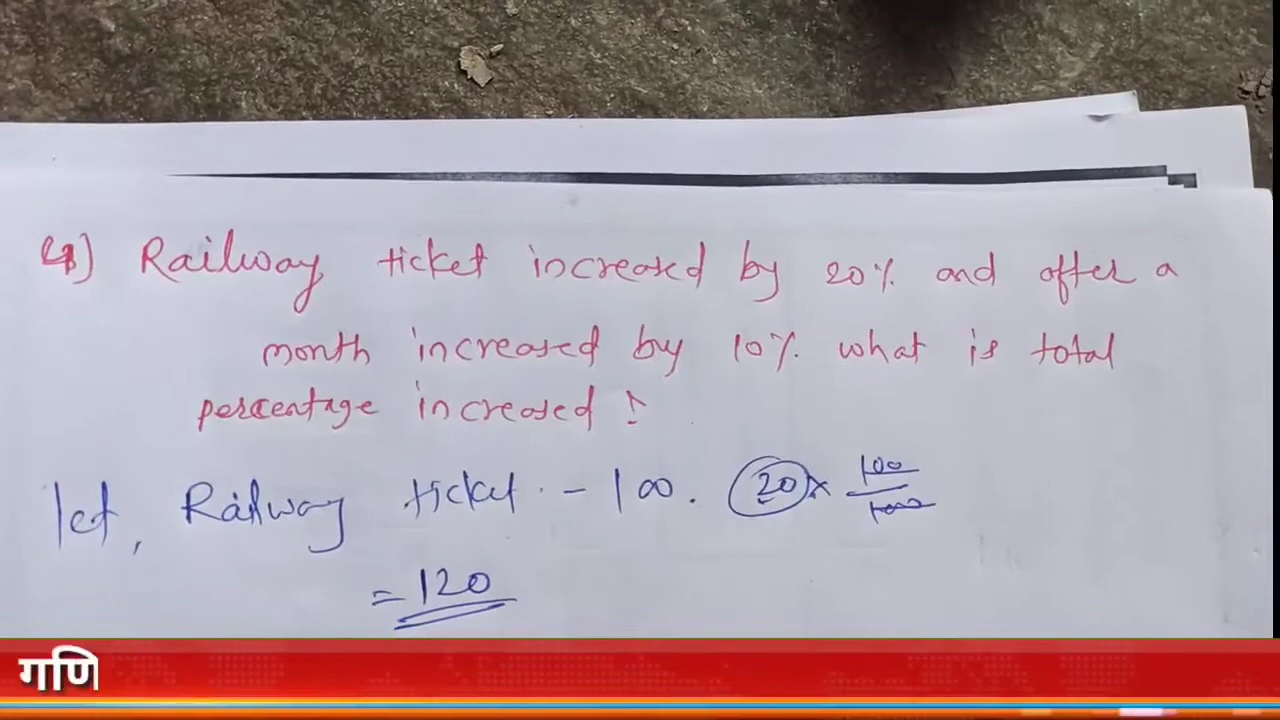 4) Railway ticket increased by 20% and after a
month increased by 10% what is total
percentage increased ?
let, Railway ticket - 100. 20 × 100/100
= 120
गणि